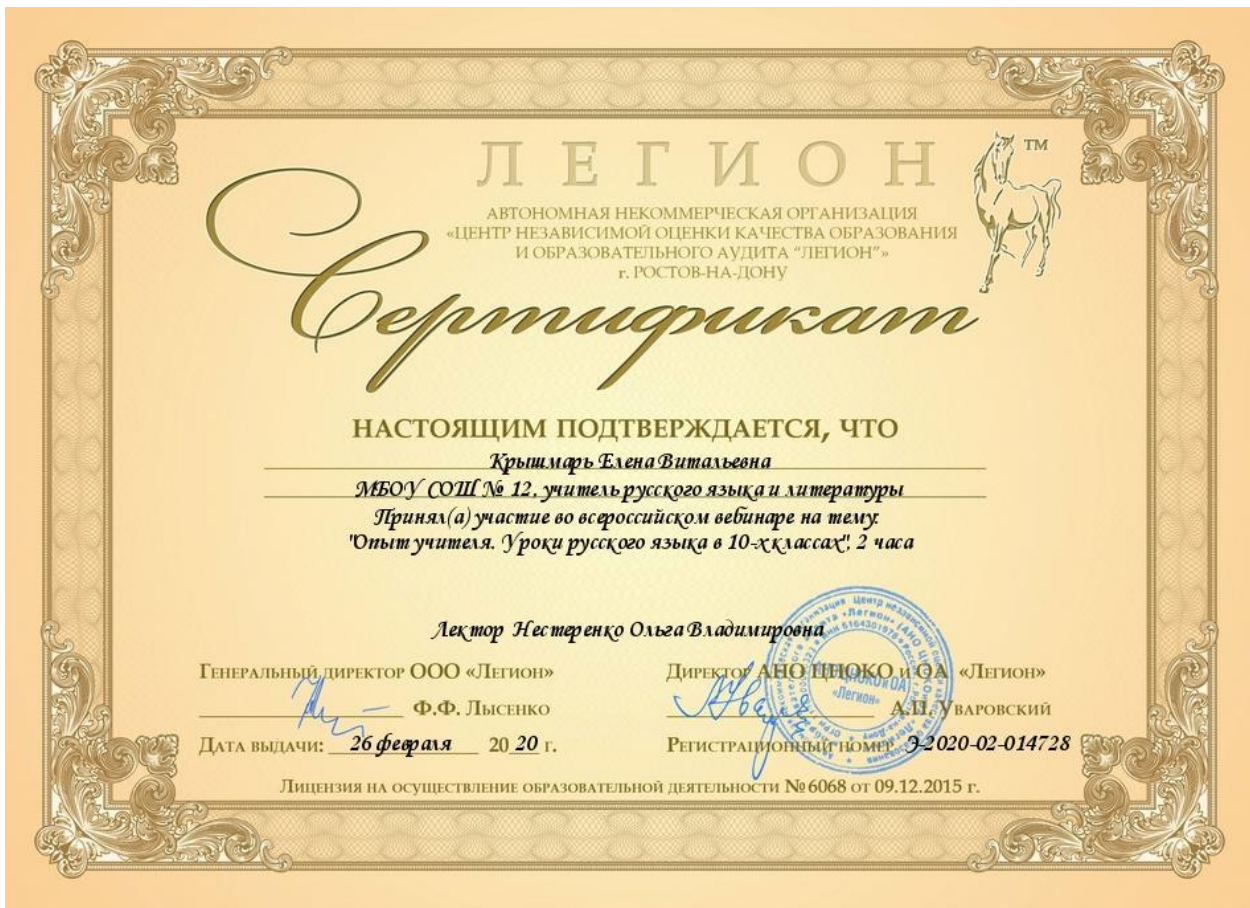 ЛЕГИОН
TM
АВТОНОМНАЯ НЕКОММЕРЧЕСКАЯ ОРГАНИЗАЦИЯ
«ЦЕНТР НЕЗАВИСИМОЙ ОЦЕНКИ КАЧЕСТВА ОБРАЗОВАНИЯ
И ОБРАЗОВАТЕЛЬНОГО АУДИТА "ЛЕГИОН"»
г. РОСТОВ-НА-ДОНУ
Сертификат
НАСТОЯЩИМ ПОДТВЕРЖДАЕТСЯ, ЧТО
Крышмарь Елена Витальевна
МБОУ СОШ № 12, учитель русского языка и литературы
Принял(а) участие во всероссийском вебинаре на тему:
"Опыт учителя. Уроки русского языка в 10-х классах", 2 часа
Лектор Нестеренко Ольга Владимировна
Генеральный директор ООО «Легион» Директор АНО ЦНОКО и ОА «Легион»
Ф.Ф. Лысенко А.П. Уваровский
Дата выдачи: 26 февраля 20 20 г. Регистрационный номер Э-2020-02-014728
Лицензия на осуществление образовательной деятельности №6068 от 09.12.2015 г.